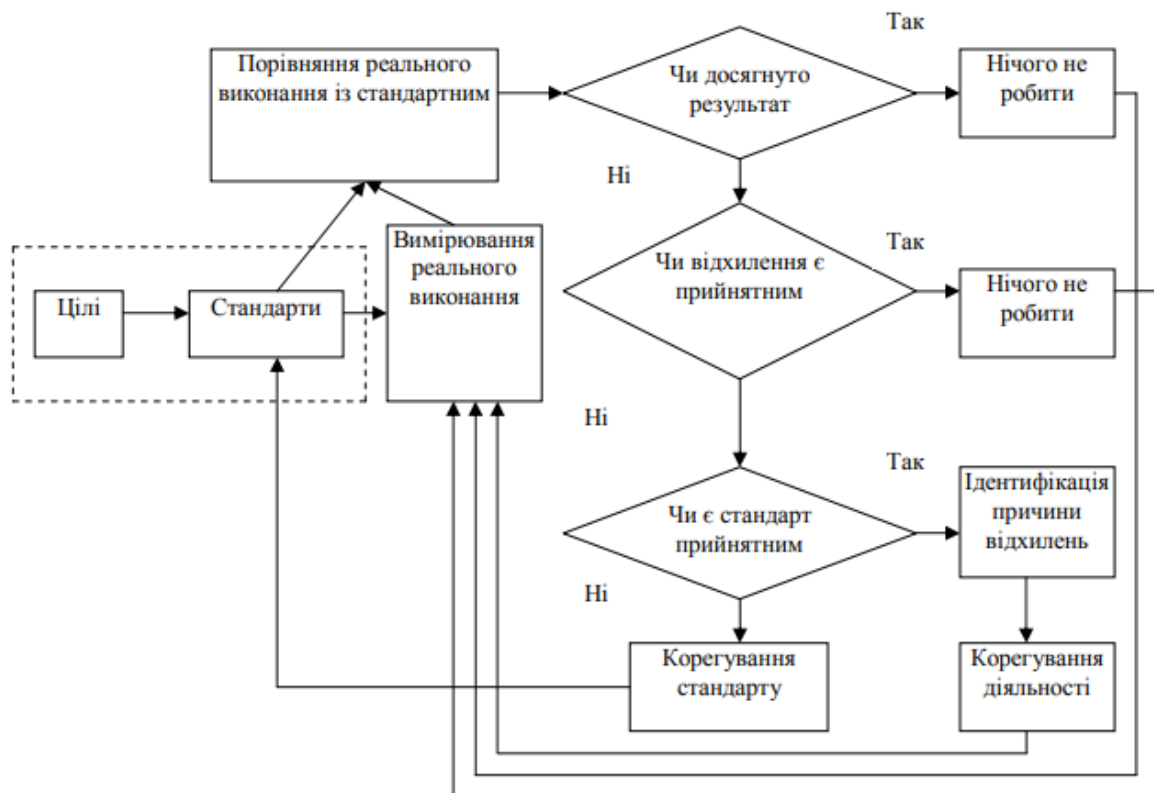 Так
Порівняння реального
виконання із стандартним
Чи досягнуто
результат
Нічого не
робити
Ні
Вимірювання
реального
виконання
Так
Чи відхилення є
прийнятним
Нічого не
робити
Цілі
Стандарти
Ні
Так
Чи є стандарт
прийнятним
Ідентифікація
причини
відхилень
Ні
Корегування
стандарту
Корегування
діяльності